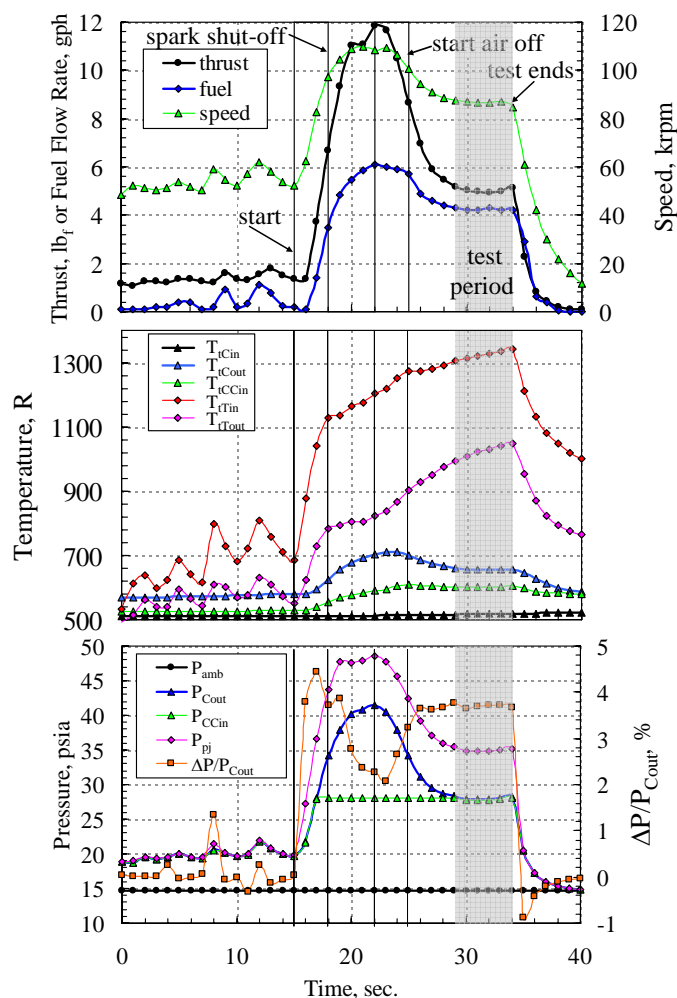 Thrust, lbf or Fuel Flow Rate, gph
12
10
8
6
4
2
0
spark shut-off
thrust
fuel
speed
start air off
test ends
start
test
period
120
100
80
60
40
20
0
Speed, krpm
Temperature, R
1300
1100
900
700
500
TtCin
TtCout
TtCCin
TtTin
TtTout
Pressure, psia
50
45
40
35
30
25
20
15
10
Pamb
PCout
PCCin
Ppj
ΔP/PCout
5
4
3
2
1
0
-1
ΔP/PCout, %
0 10 20 30 40
Time, sec.